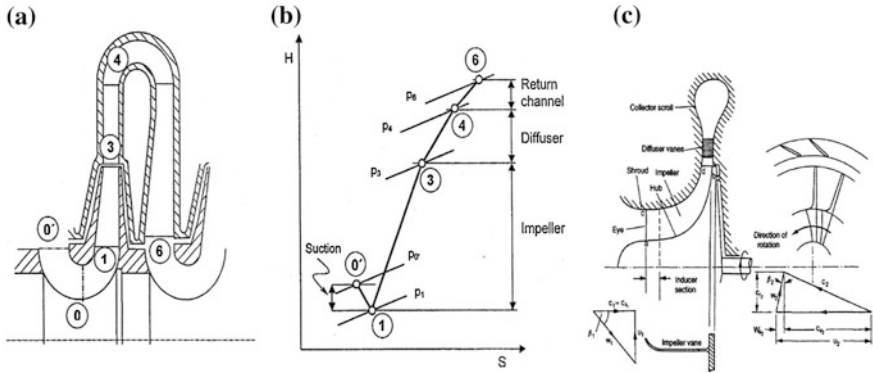 (a)
4
3
0′
1
6
0
(b)
H
6
P6
Return
channel
4
P4
Diffuser
3
P3
Impeller
Suction
0′
P0′
P1
1
S
(c)
Collector scroll
Diffuser vanes
Shroud
Impeller
Hub
Eye
Inducer
section
Direction of
rotation
Impeller vane
β1
w1
u1
β2
c2
u2